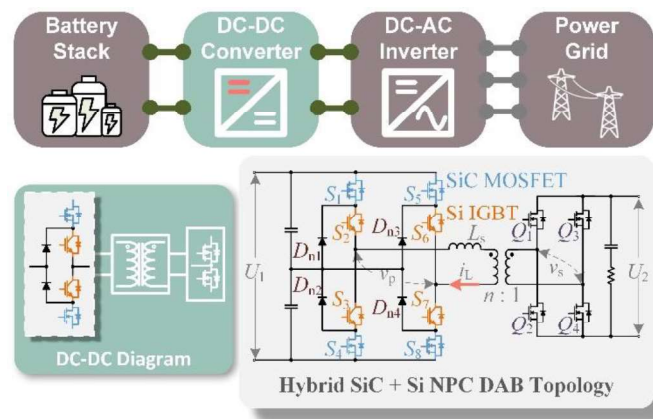 Battery Stack
DC-DC Converter
DC-AC Inverter
Power Grid
DC-DC Diagram
S1
S5
SiC MOSFET
S2
Dn3
S6
Si IGBT
Ls
Q1
Q3
Dn1
U1
vp
iL
vs
U2
Dn2
S3
Dn4
S7
n : 1
S4
S8
Q2
Q4
Hybrid SiC + Si NPC DAB Topology